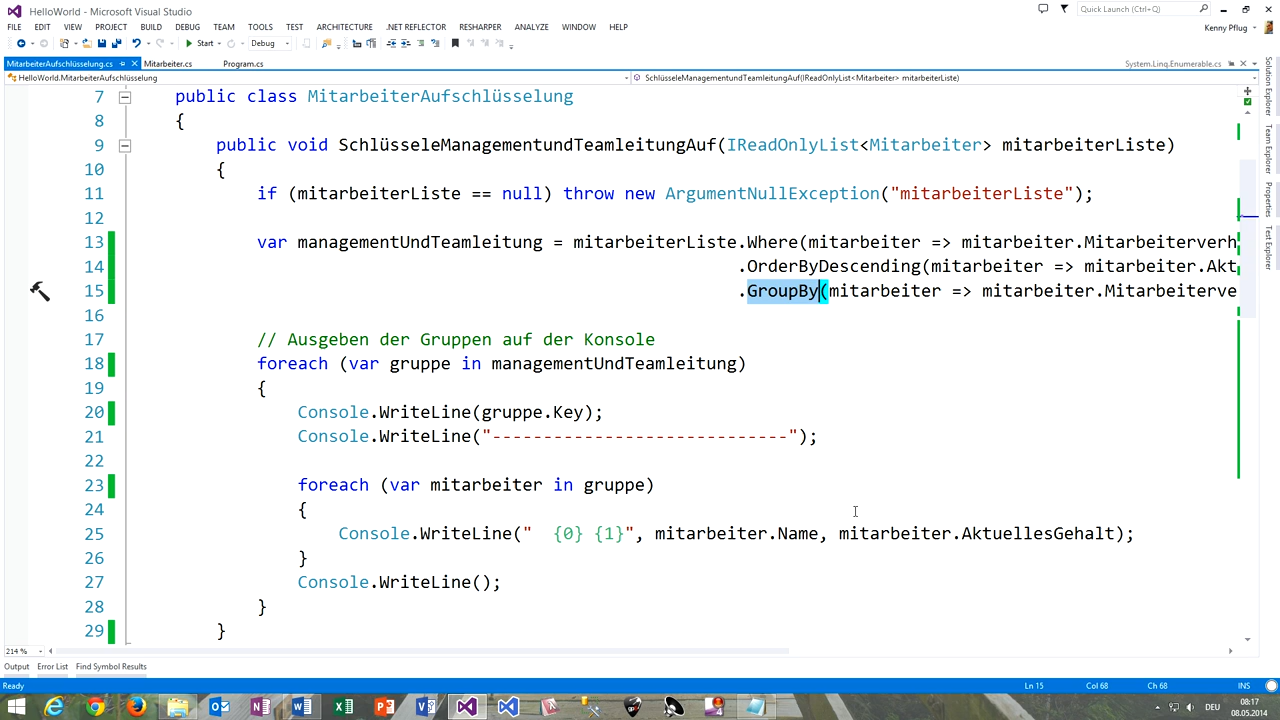 HelloWorld - Microsoft Visual Studio
Quick Launch (Ctrl+Q)
FILE EDIT VIEW PROJECT BUILD DEBUG TEAM TOOLS TEST ARCHITECTURE .NET REFLECTOR RESHARPER ANALYZE WINDOW HELP
Kenny Pflug
Start Debug
MitarbeiterAufschlüsselung.cs Mitarbeiter.cs Program.cs System.Linq.Enumerable.cs
HelloWorld.MitarbeiterAufschlüsselung SchlüsseleManagementundTeamleitungAuf(IReadOnlyList<Mitarbeiter> mitarbeiterListe)
7 public class MitarbeiterAufschlüsselung
8 {
9 public void SchlüsseleManagementundTeamleitungAuf(IReadOnlyList<Mitarbeiter> mitarbeiterListe)
10 {
11 if (mitarbeiterListe == null) throw new ArgumentNullException("mitarbeiterListe");
12
13 var managementUndTeamleitung = mitarbeiterListe.Where(mitarbeiter => mitarbeiter.Mitarbeiterverh
14 .OrderByDescending(mitarbeiter => mitarbeiter.Akt
15 .GroupBy(mitarbeiter => mitarbeiter.Mitarbeiterve
16
17 // Ausgeben der Gruppen auf der Konsole
18 foreach (var gruppe in managementUndTeamleitung)
19 {
20 Console.WriteLine(gruppe.Key);
21 Console.WriteLine("-----------------------------");
22
23 foreach (var mitarbeiter in gruppe)
24 {
25 Console.WriteLine("  {0} {1}", mitarbeiter.Name, mitarbeiter.AktuellesGehalt);
26 }
27 Console.WriteLine();
28 }
29 }
Solution Explorer
Team Explorer
Properties
Test Explorer
214 %
Output Error List Find Symbol Results
Ready Ln 15 Col 68 Ch 68 INS
DEU 08:17
08.05.2014